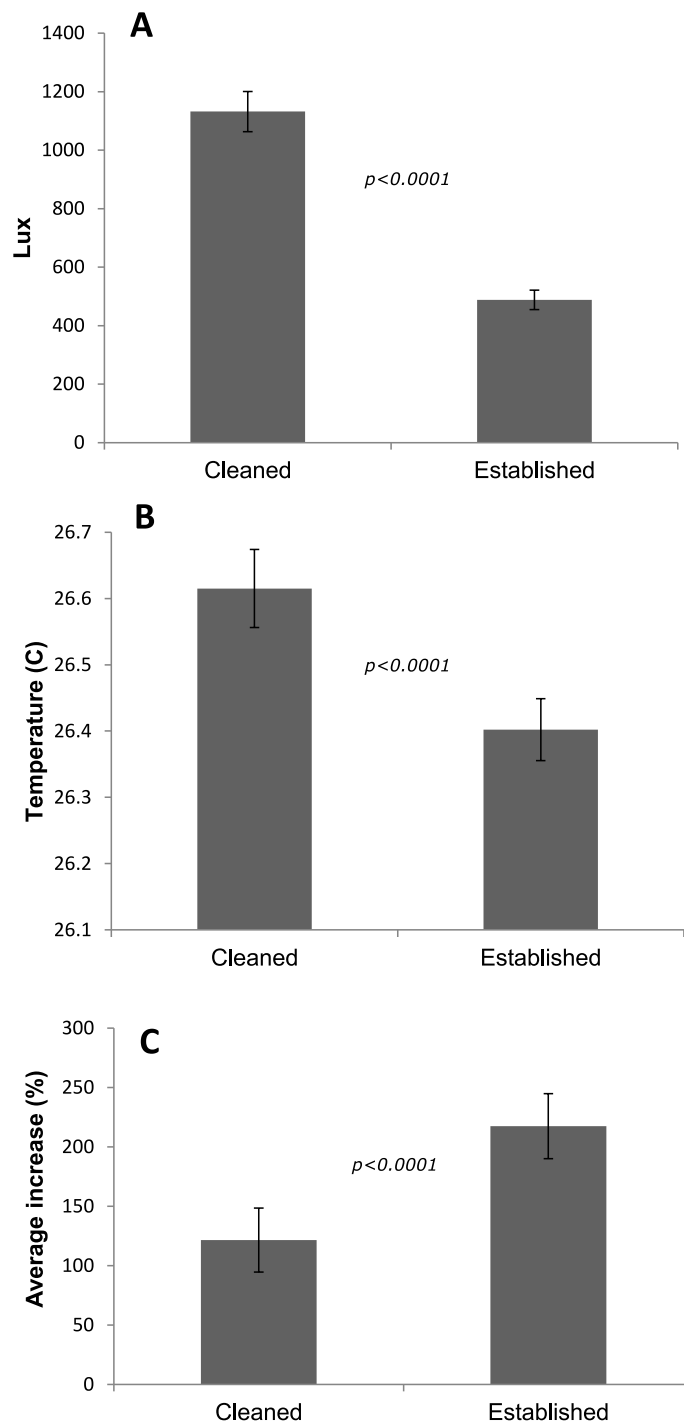 A
1400
1200
1000
800
600
400
200
0
Lux
p<0.0001
Cleaned Established
B
26.7
26.6
26.5
26.4
26.3
26.2
26.1
Temperature (C)
p<0.0001
Cleaned Established
C
300
250
200
150
100
50
0
Average increase (%)
p<0.0001
Cleaned Established